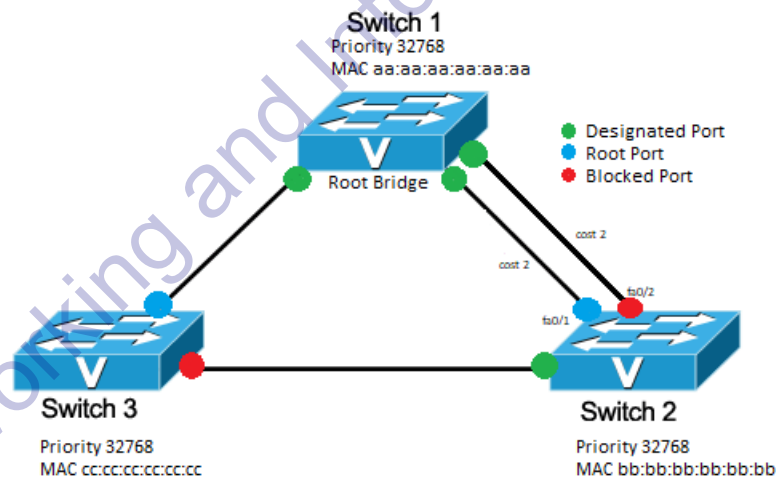 Switch 1
Priority 32768
MAC aa:aa:aa:aa:aa:aa
Designated Port
Root Port
Blocked Port
V
Root Bridge
cost 2
cost 2
fa0/2
fa0/1
V
V
Switch 3
Switch 2
Priority 32768
MAC cc:cc:cc:cc:cc:cc
Priority 32768
MAC bb:bb:bb:bb:bb:bb